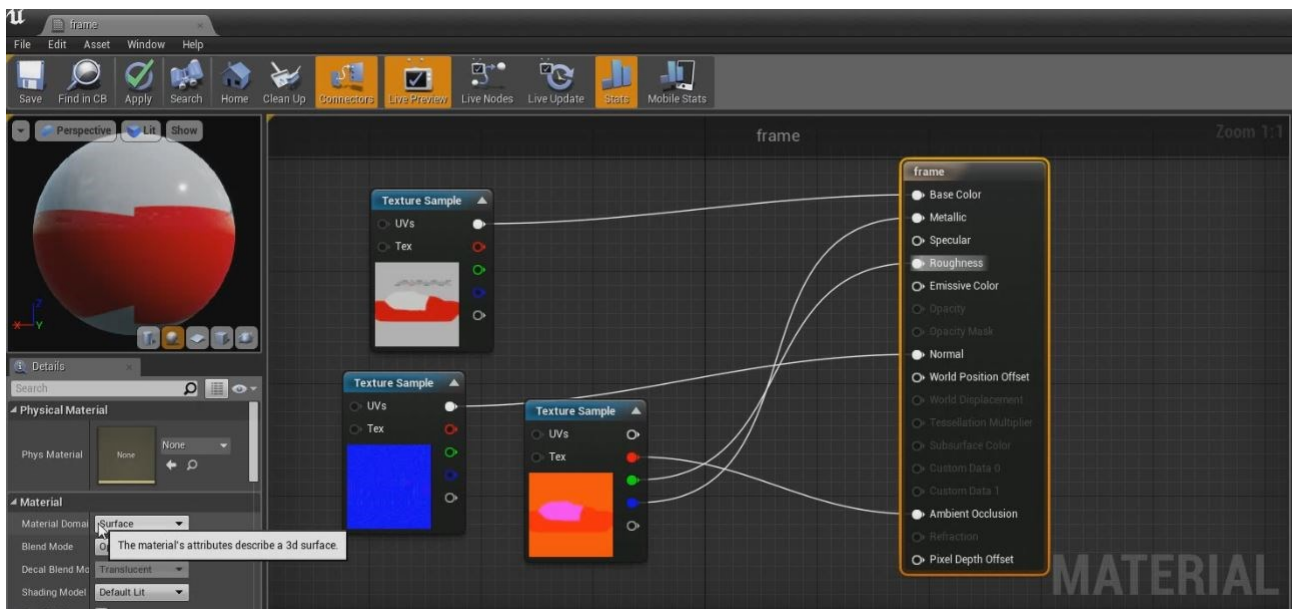 frame
File Edit Asset Window Help
Save Find in CB Apply Search Home Clean Up Connectors Live Preview Live Nodes Live Update Stats Mobile Stats
Perspective Lit Show
frame
Zoom 1:1
Texture Sample
UVs
Tex
Texture Sample
UVs
Tex
Texture Sample
UVs
Tex
frame
Base Color
Metallic
Specular
Roughness
Emissive Color
Opacity
Opacity Mask
Normal
World Position Offset
World Displacement
Tessellation Multiplier
Subsurface Color
Custom Data 0
Custom Data 1
Ambient Occlusion
Refraction
Pixel Depth Offset
MATERIAL
Z
X Y
Details
Search
Physical Material
Phys Material None None
Material
Material Domai Surface
Blend Mode Op
The material's attributes describe a 3d surface.
Decal Blend Mo Translucent
Shading Model Default Lit